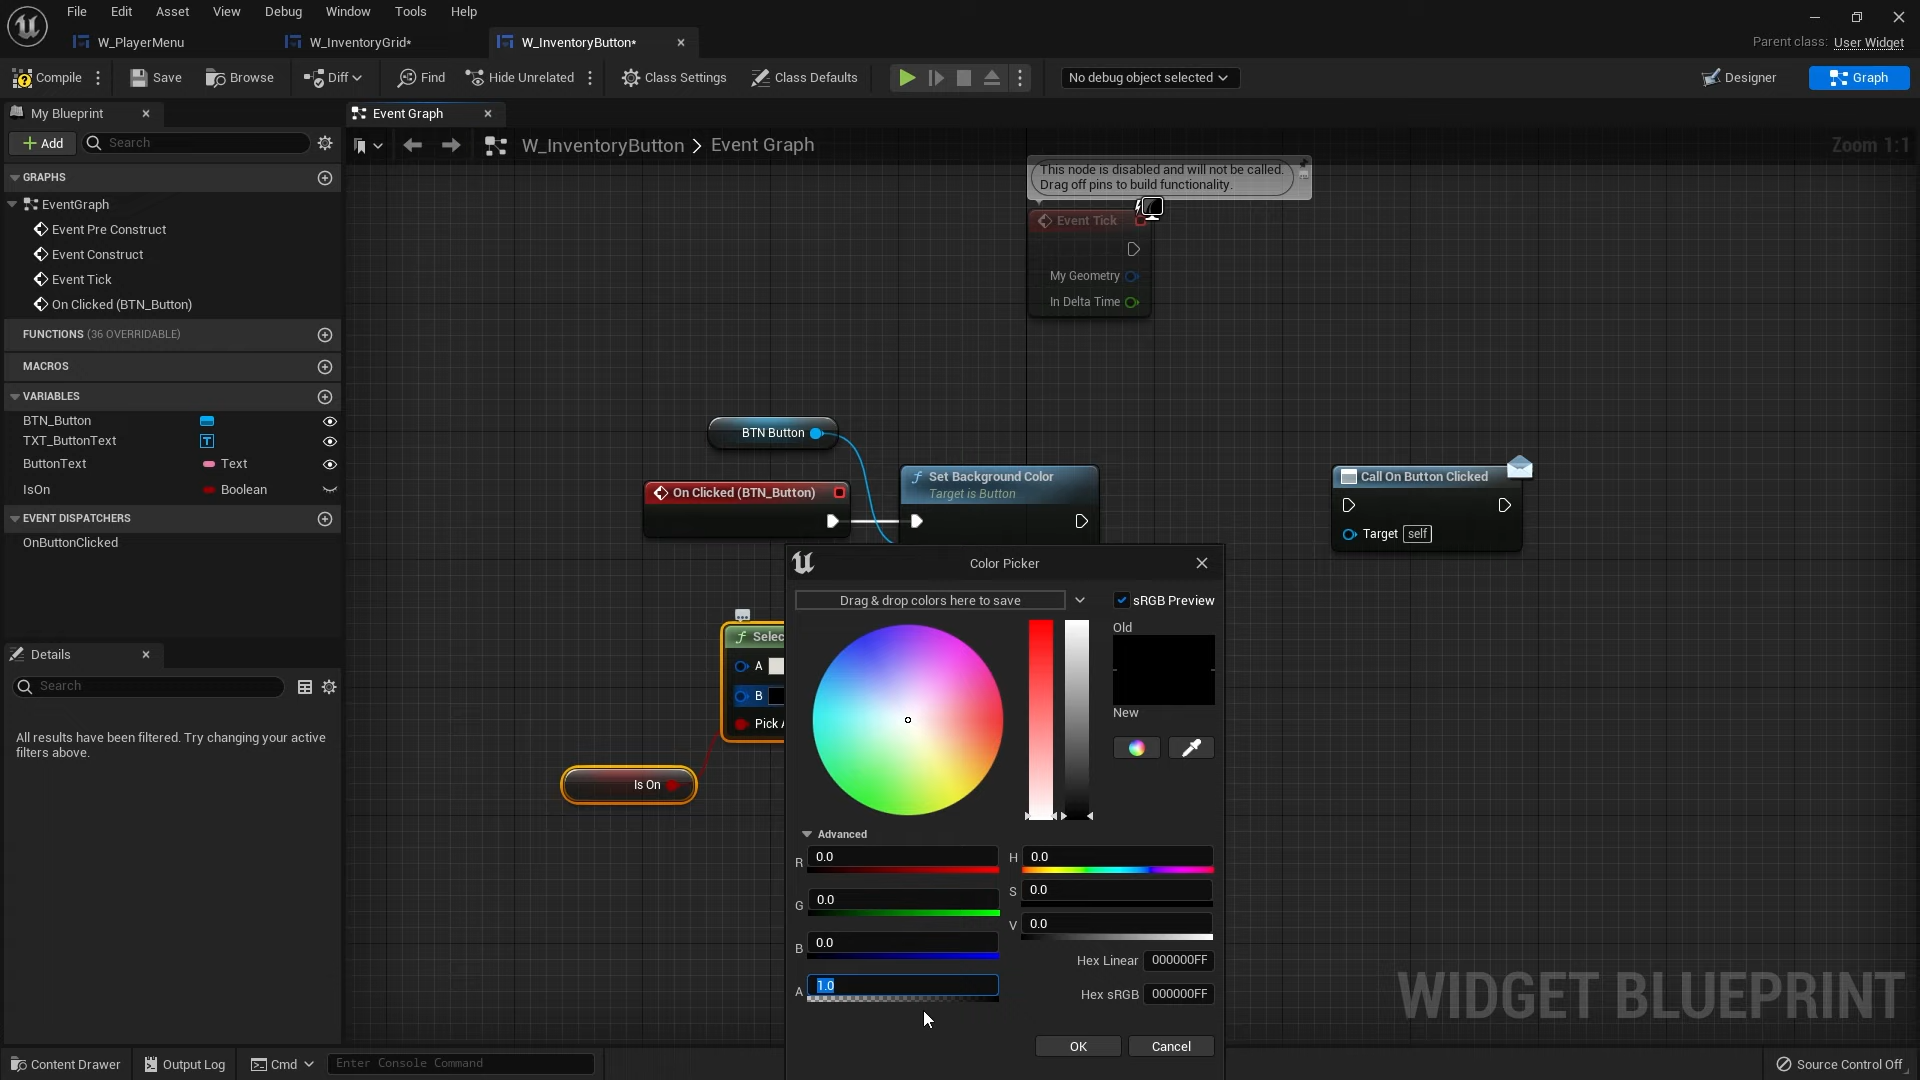 File Edit Asset View Debug Window Tools Help
W_PlayerMenu W_InventoryGrid* W_InventoryButton*
Parent class: User Widget
Compile Save Browse Diff Find Hide Unrelated Class Settings Class Defaults No debug object selected Designer Graph
My Blueprint Event Graph
Add Search
W_InventoryButton > Event Graph Zoom 1:1
GRAPHS
EventGraph
Event Pre Construct
Event Construct
Event Tick
On Clicked (BTN_Button)
FUNCTIONS (36 OVERRIDABLE)
MACROS
VARIABLES
BTN_Button
TXT_ButtonText
ButtonText Text
IsOn Boolean
EVENT DISPATCHERS
OnButtonClicked
Details
Search
All results have been filtered. Try changing your active
filters above.
This node is disabled and will not be called.
Drag off pins to build functionality.
Event Tick
My Geometry
In Delta Time
BTN Button
On Clicked (BTN_Button)
Set Background Color
Target is Button
Call On Button Clicked
Target self
Selec
A
B
Pick A
Is On
Color Picker
Drag & drop colors here to save sRGB Preview
Old
New
Advanced
R 0.0 H 0.0
G 0.0 S 0.0
B 0.0 V 0.0
Hex Linear 000000FF
A 1.0 Hex sRGB 000000FF
OK Cancel
WIDGET BLUEPRINT
Content Drawer Output Log Cmd Enter Console Command Source Control Off